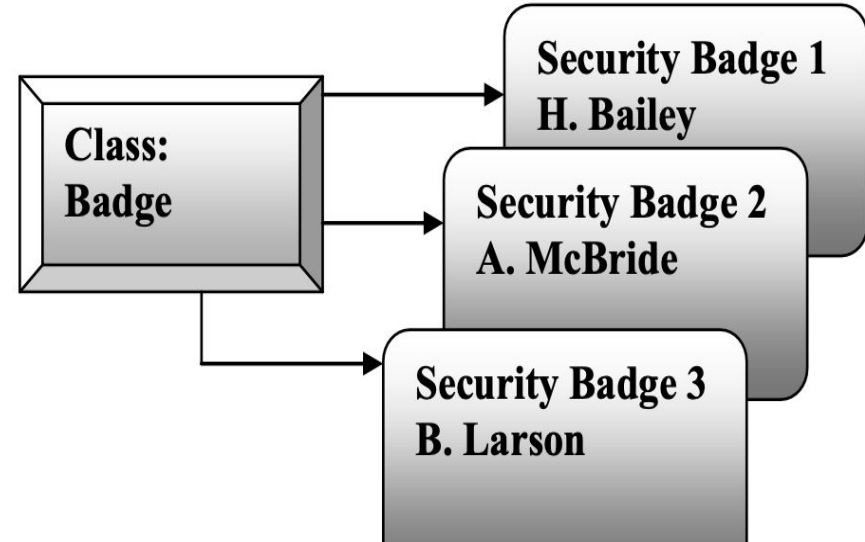 Class:
Badge
Security Badge 1
H. Bailey
Security Badge 2
A. McBride
Security Badge 3
B. Larson